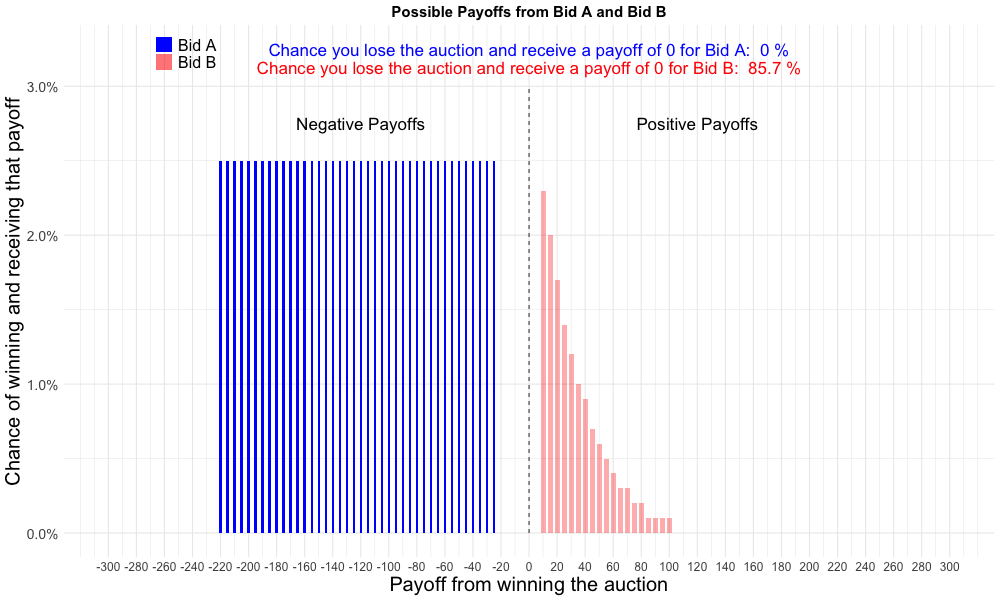 Possible Payoffs from Bid A and Bid B
Bid A
Bid B
Chance you lose the auction and receive a payoff of 0 for Bid A:  0 %
Chance you lose the auction and receive a payoff of 0 for Bid B:  85.7 %
Negative Payoffs
Positive Payoffs
Chance of winning and receiving that payoff
3.0%
2.0%
1.0%
0.0%
-300 -280 -260 -240 -220 -200 -180 -160 -140 -120 -100 -80 -60 -40 -20 0 20 40 60 80 100 120 140 160 180 200 220 240 260 280 300
Payoff from winning the auction